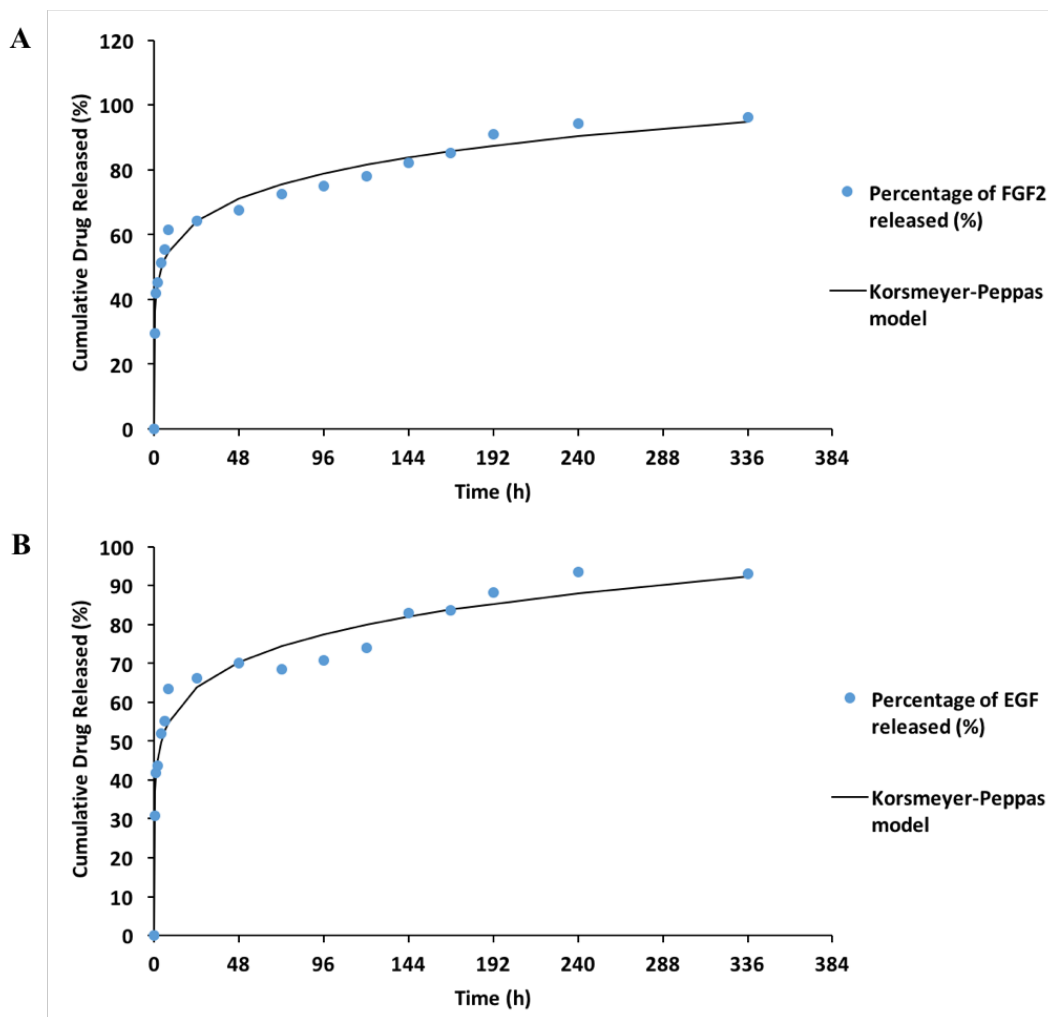 A
120
100
80
60
40
20
0
Cumulative Drug Released (%)
0 48 96 144 192 240 288 336 384
Time (h)
Percentage of FGF2
released (%)
Korsmeyer-Peppas
model
B
100
90
80
70
60
50
40
30
20
10
0
Cumulative Drug Released (%)
0 48 96 144 192 240 288 336 384
Time (h)
Percentage of EGF
released (%)
Korsmeyer-Peppas
model